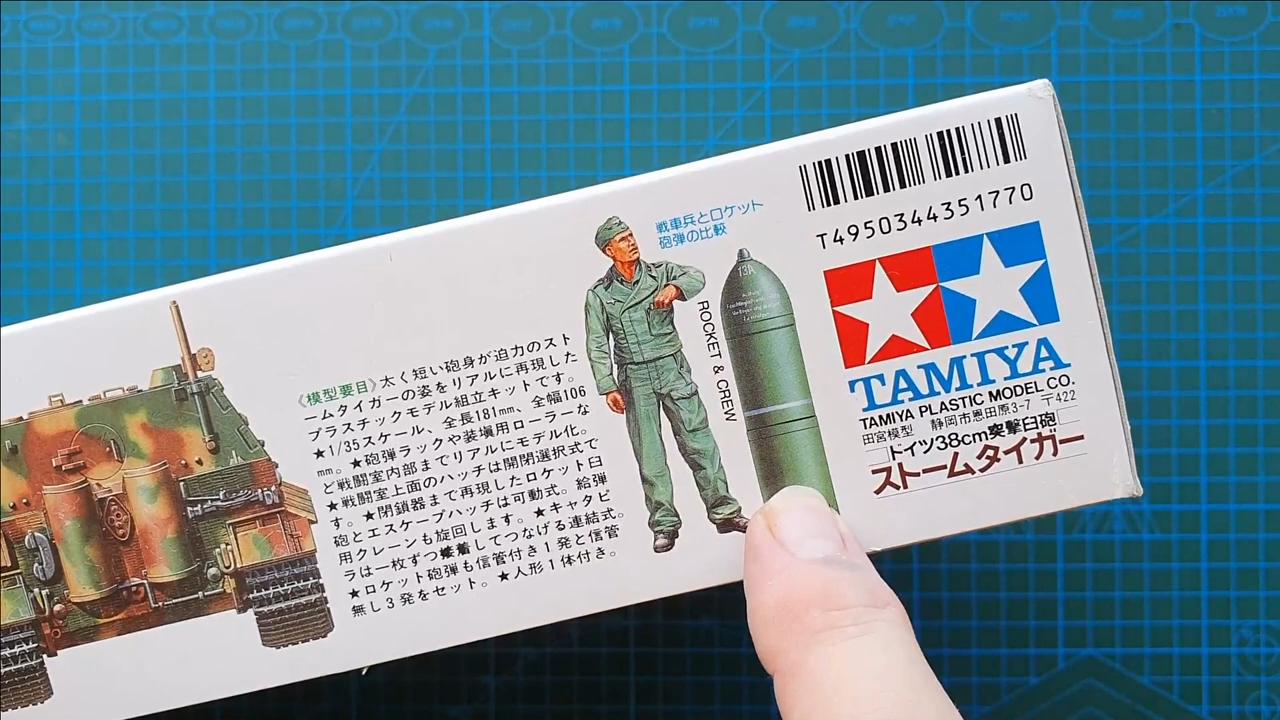 《模型要目》太く短い砲身が迫力のスト
ームタイガーの姿をリアルに再現した
プラスチックモデル組立キットです。
★1/35スケール、全長181mm、全幅106
mm。★砲弾ラックや装塡用ローラーな
ど戦闘室内部までリアルにモデル化。
★戦闘室上面のハッチは開閉選択式で
す。★閉鎖器まで再現したロケット臼
砲とエスケープハッチは可動式。給弾
用クレーンも旋回します。★キャタピ
ラは一枚ずつ接着してつなげる連結式。
★ロケット砲弾も信管付き1発と信管
無し3発をセット。★人形1体付き。
戦車兵とロケット
砲弾の比較
ROCKET & CREW
13A
T4950344351770
TAMIYA
TAMIYA PLASTIC MODEL CO.
田宮模型 静岡市恩田原3-7 〒422
ドイツ38cm突撃臼砲
ストームタイガー